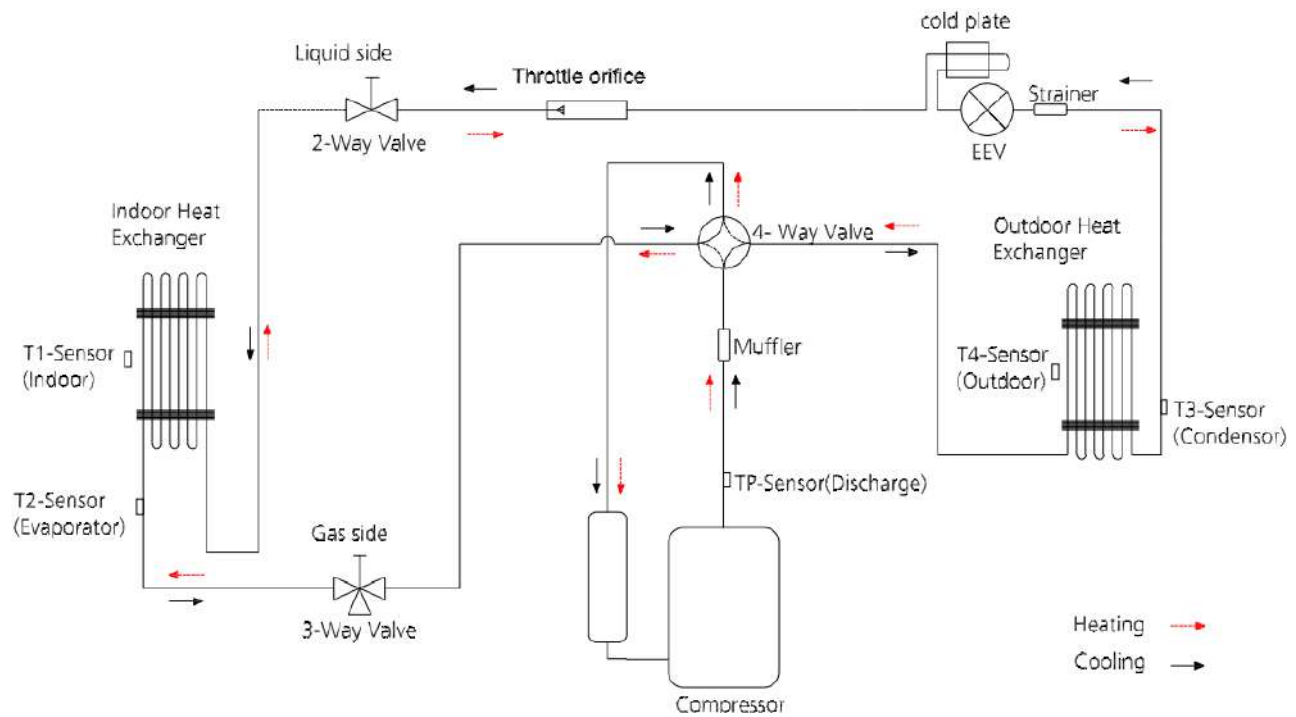 cold plate
Liquid side
Throttle orifice
Strainer
2-Way Valve
EEV
Indoor Heat
Exchanger
4- Way Valve
Outdoor Heat
Exchanger
T1-Sensor
(Indoor)
Muffler
T4-Sensor
(Outdoor)
T3-Sensor
(Condensor)
T2-Sensor
(Evaporator)
TP-Sensor(Discharge)
Gas side
3-Way Valve
Heating
Cooling
Compressor